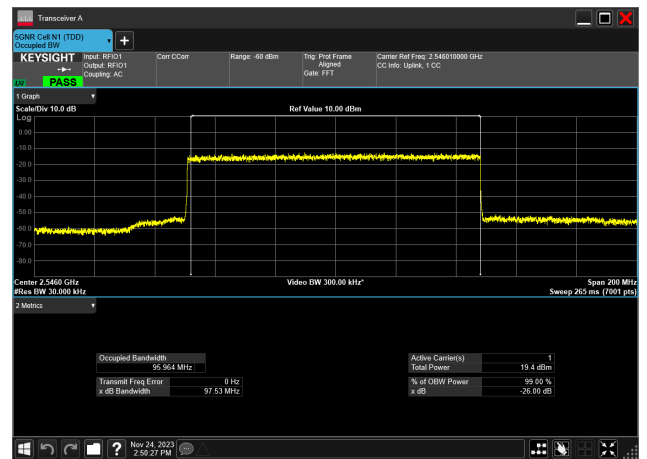 Transceiver A
5GNR Cell N1 (TDD)
Occupied BW
KEYSIGHT
Input: RFIO1
Output: RFIO1
Coupling: AC
Corr CCorr
Range: -60 dBm
Trig: Prot Frame
Aligned
Gate: FFT
Carrier Ref Freq: 2.546010000 GHz
CC Info: Uplink, 1 CC
PASS
1 Graph
Scale/Div 10.0 dB
Ref Value 10.00 dBm
Log
0.00
-10.0
-20.0
-30.0
-40.0
-50.0
-60.0
-70.0
-80.0
Center 2.5460 GHz
Video BW 300.00 kHz*
Span 200 MHz
#Res BW 30.000 kHz
Sweep 265 ms (7001 pts)
2 Metrics
Occupied Bandwidth
95.964 MHz
Transmit Freq Error 0 Hz
x dB Bandwidth 97.53 MHz
Active Carrier(s) 1
Total Power 19.4 dBm
% of OBW Power 99.00 %
x dB -26.00 dB
?
Nov 24, 2023
2:50:27 PM